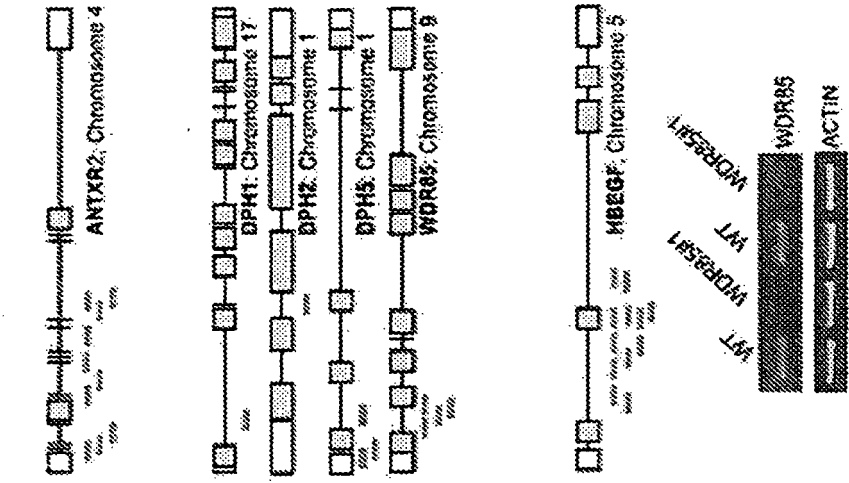 ANTXR2, Chromosome 4
DPH1, Chromosome 17
DPH2, Chromosome 1
DPH5, Chromosome 1
WDR85, Chromosome 9
HBEGF, Chromosome 5
WT
WDR85#1
WT
WDR85#1
WDR85
ACTIN